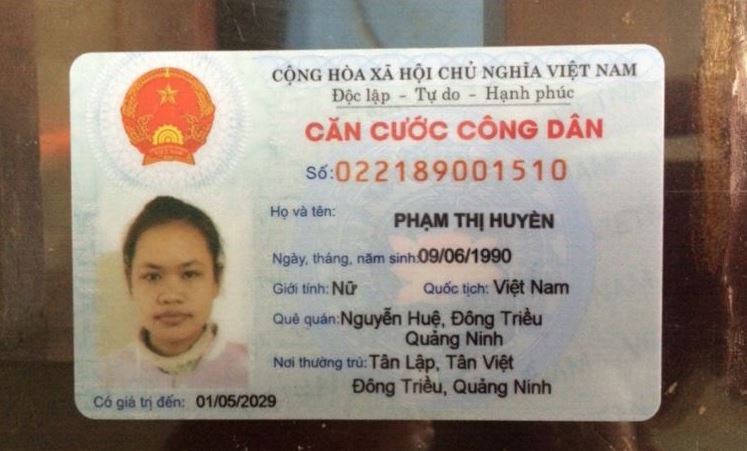 CỘNG HÒA XÃ HỘI CHỦ NGHĨA VIỆT NAM
Độc lập - Tự do - Hạnh phúc
CĂN CƯỚC CÔNG DÂN
Số: 022189001510
Họ và tên: PHẠM THỊ HUYÈN
Ngày, tháng, năm sinh: 09/06/1990
Giới tính: Nữ Quốc tịch: Việt Nam
Quê quán: Nguyễn Huệ, Đông Triều
Quảng Ninh
Nơi thường trú: Tân Lập, Tân Việt
Đông Triều, Quảng Ninh
Có giá trị đến: 01/05/2029